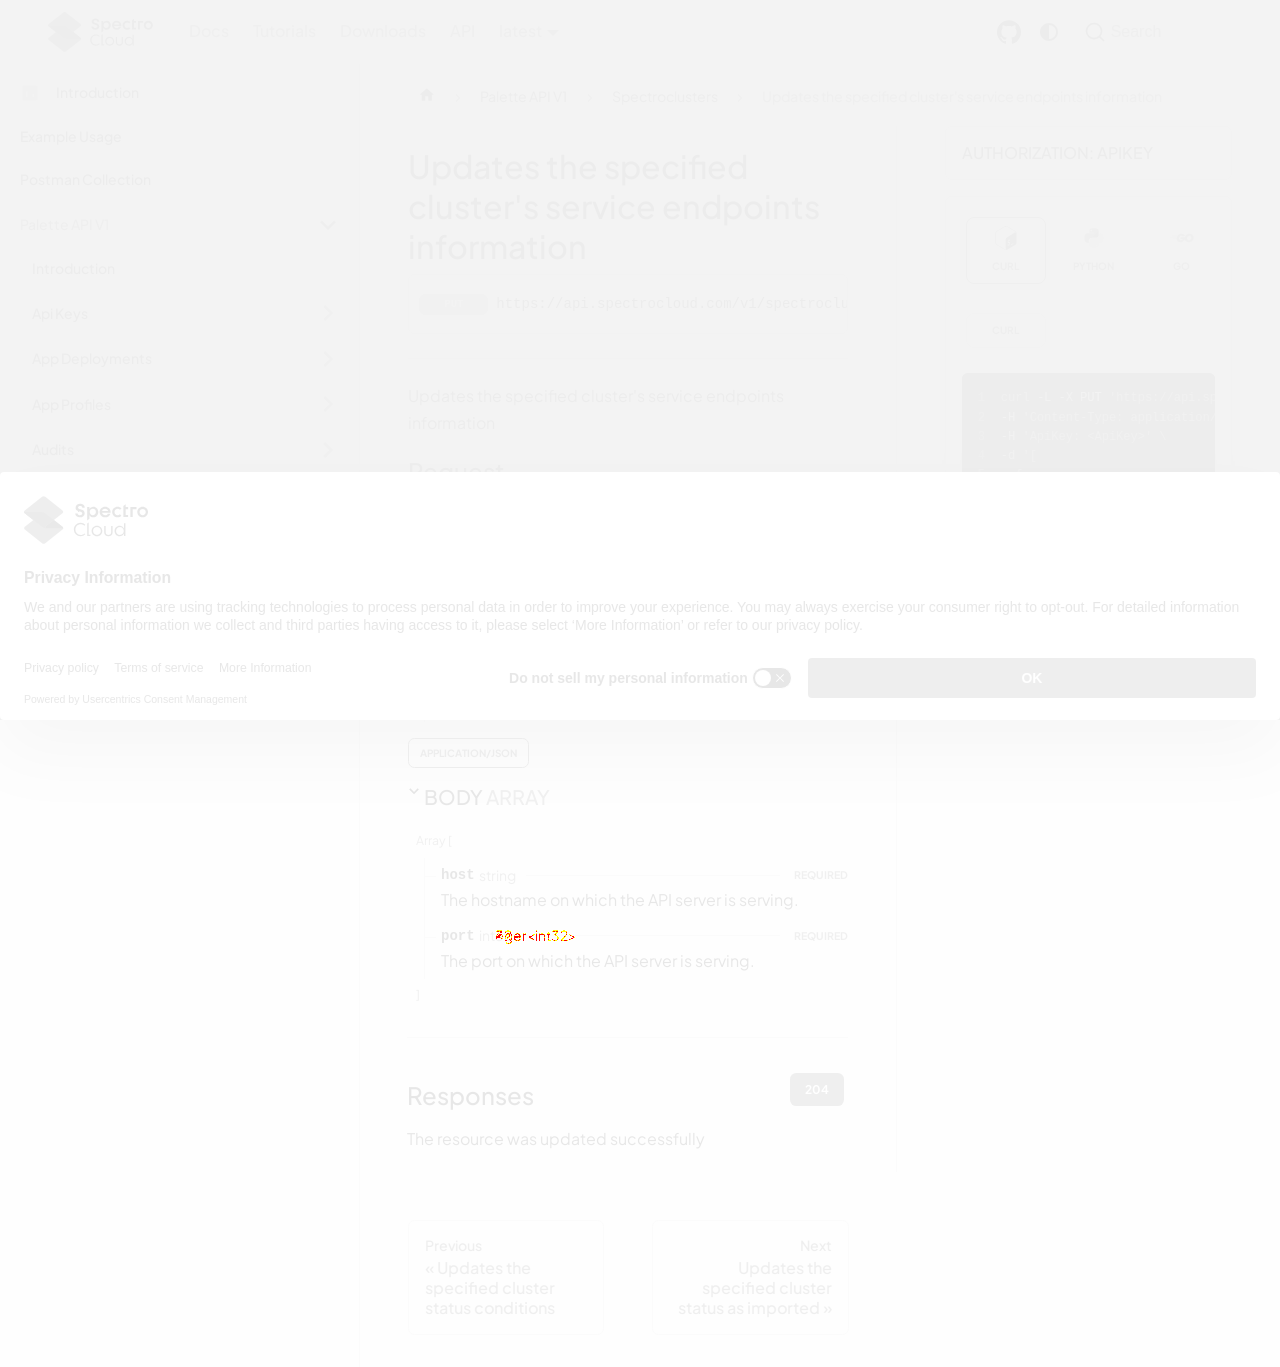 Spectro Cloud
Docs Tutorials Downloads API latest
Search
Introduction
Example Usage
Postman Collection
Palette API V1
Introduction
Api Keys
App Deployments
App Profiles
Audits
Palette API V1
Spectroclusters
Updates the specified cluster's service endpoints information
Updates the specified
cluster's service endpoints
information
https://api.spectrocloud.com/v1/spectroclu
Updates the specified cluster's service endpoints
information
Request
AUTHORIZATION: APIKEY
CURL PYTHON GO
CURL
Spectro
Cloud
Privacy Information
We and our partners are using tracking technologies to process personal data in order to improve your experience. You may always exercise your consumer right to opt-out. For detailed information
about personal information we collect and third parties having access to it, please select 'More Information' or refer to our privacy policy.
Privacy policy Terms of service More Information
Powered by Usercentrics Consent Management
Do not sell my personal information
OK
APPLICATION/JSON
BODY ARRAY
Array [
host string REQUIRED
The hostname on which the API server is serving.
port <int32> REQUIRED
The port on which the API server is serving.
]
Responses
204
The resource was updated successfully
Previous
« Updates the
specified cluster
status conditions
Next
Updates the
specified cluster
status as imported »